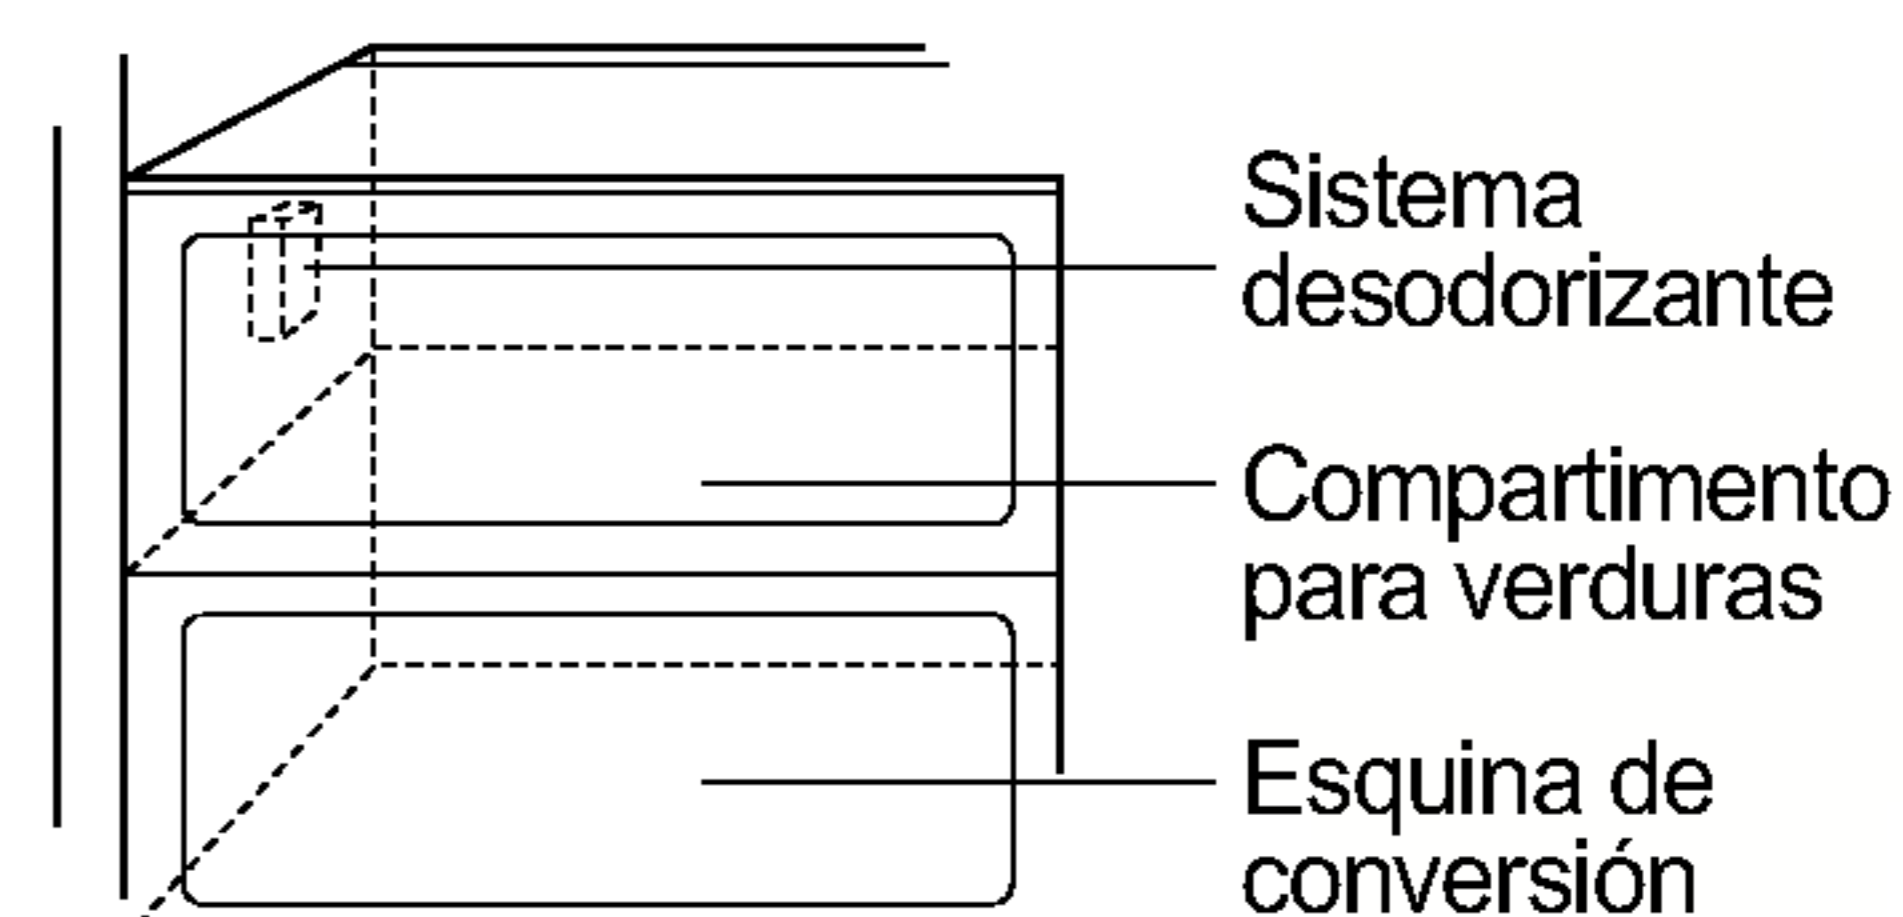 Sistema
desodorizante
Compartimento
para verduras
Esquina de
conversión